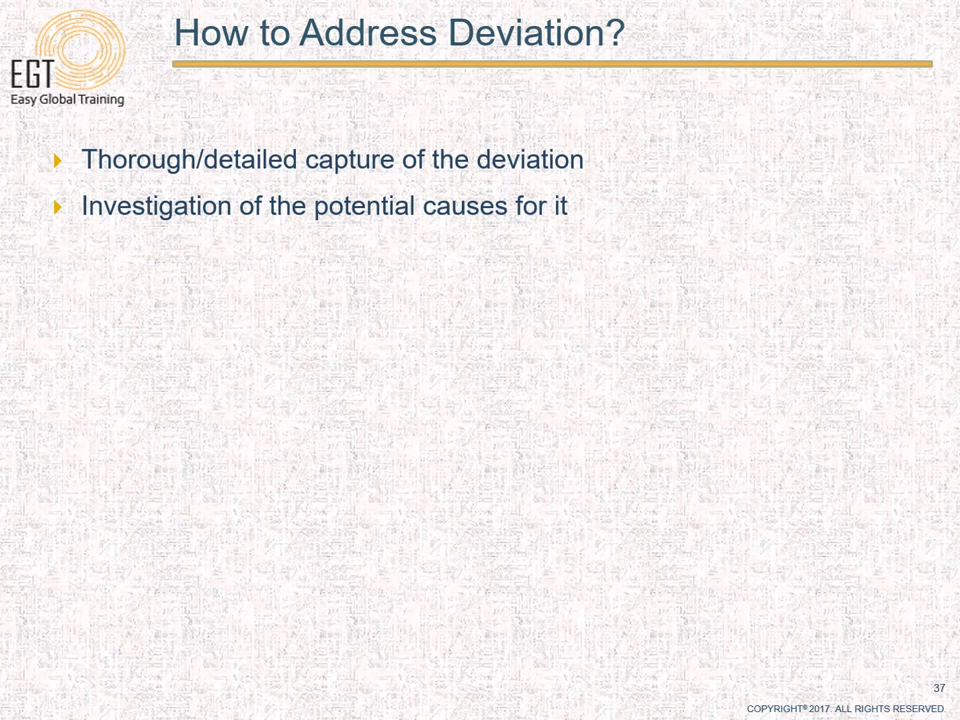 How to Address Deviation?
EGT
Easy Global Training
Thorough/detailed capture of the deviation
Investigation of the potential causes for it
37
COPYRIGHT® 2017. ALL RIGHTS RESERVED.